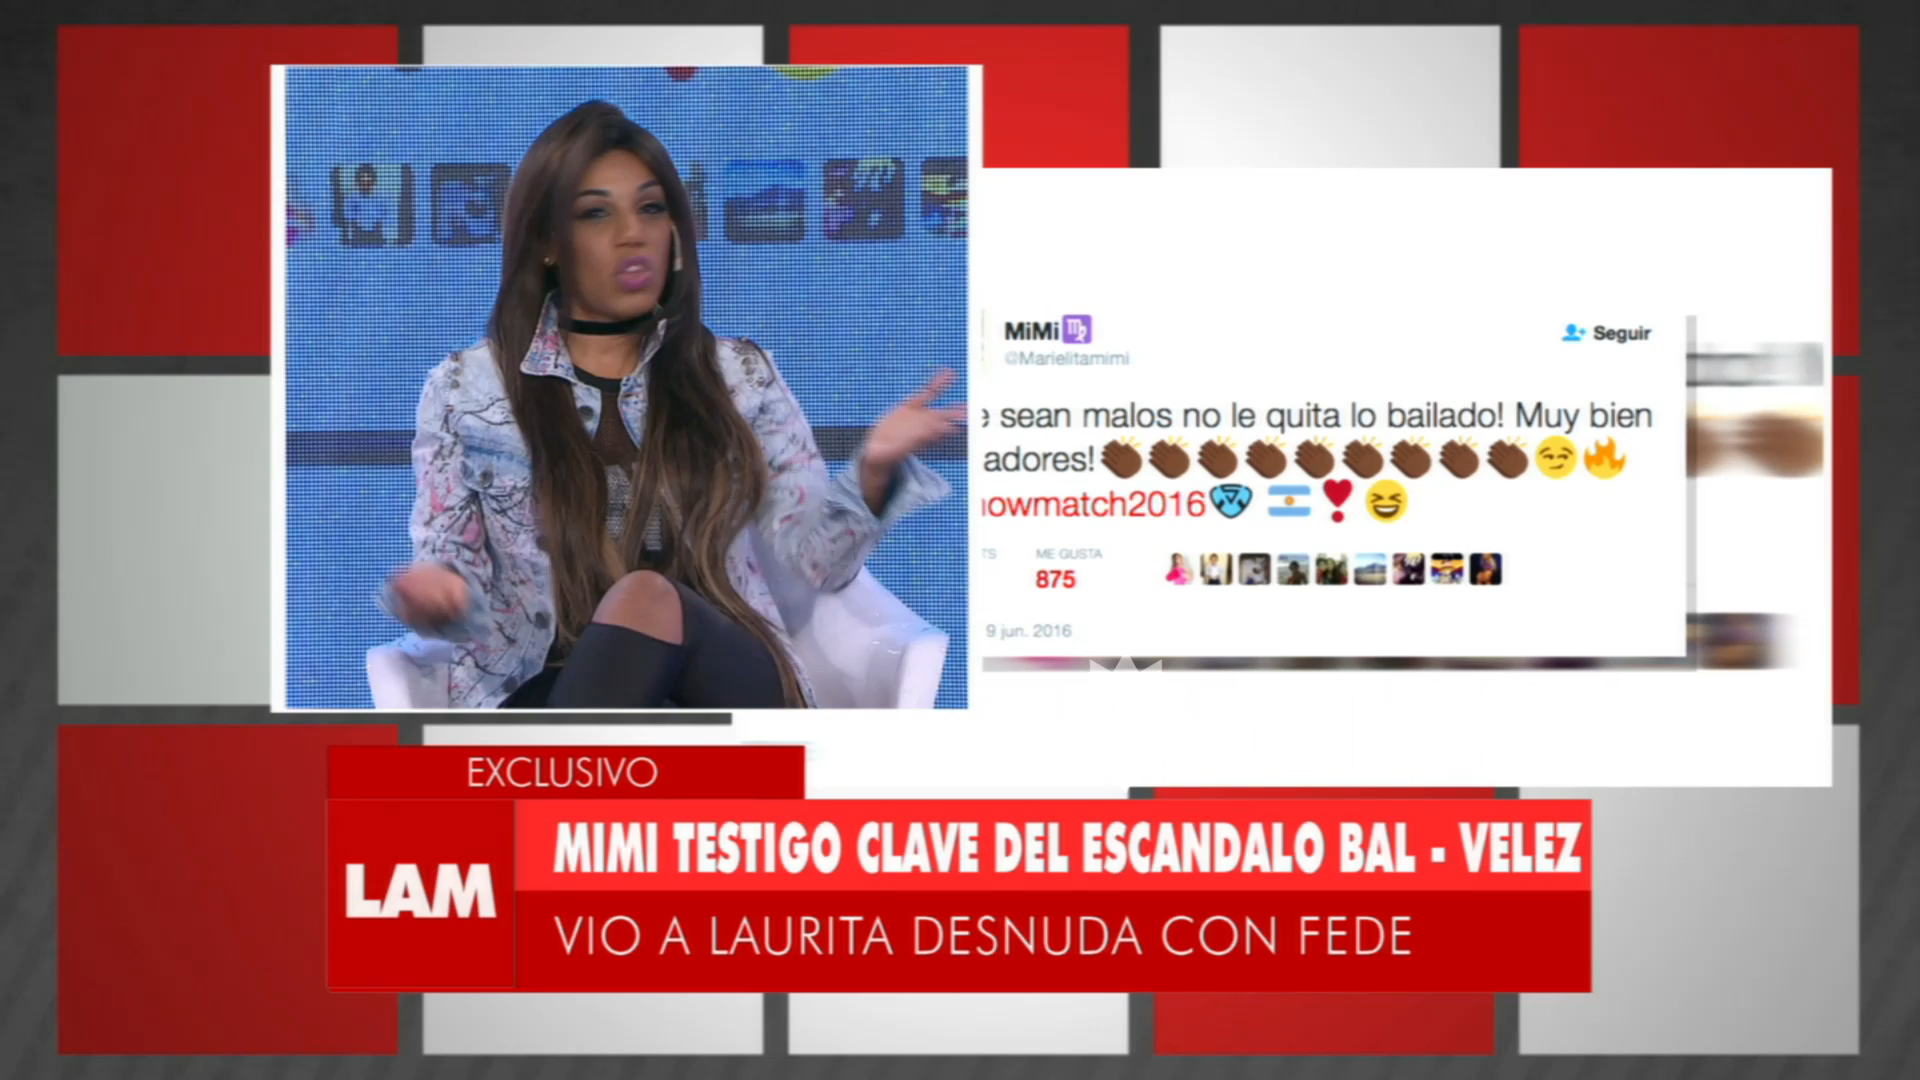 MiMi
@Marielitamimi
Seguir
sean malos no le quita lo bailado! Muy bien
adores!
owmatch2016
TS
ME GUSTA
875
9 jun. 2016
EXCLUSIVO
LAM
MIMI TESTIGO CLAVE DEL ESCANDALO BAL - VELEZ
VIO A LAURITA DESNUDA CON FEDE